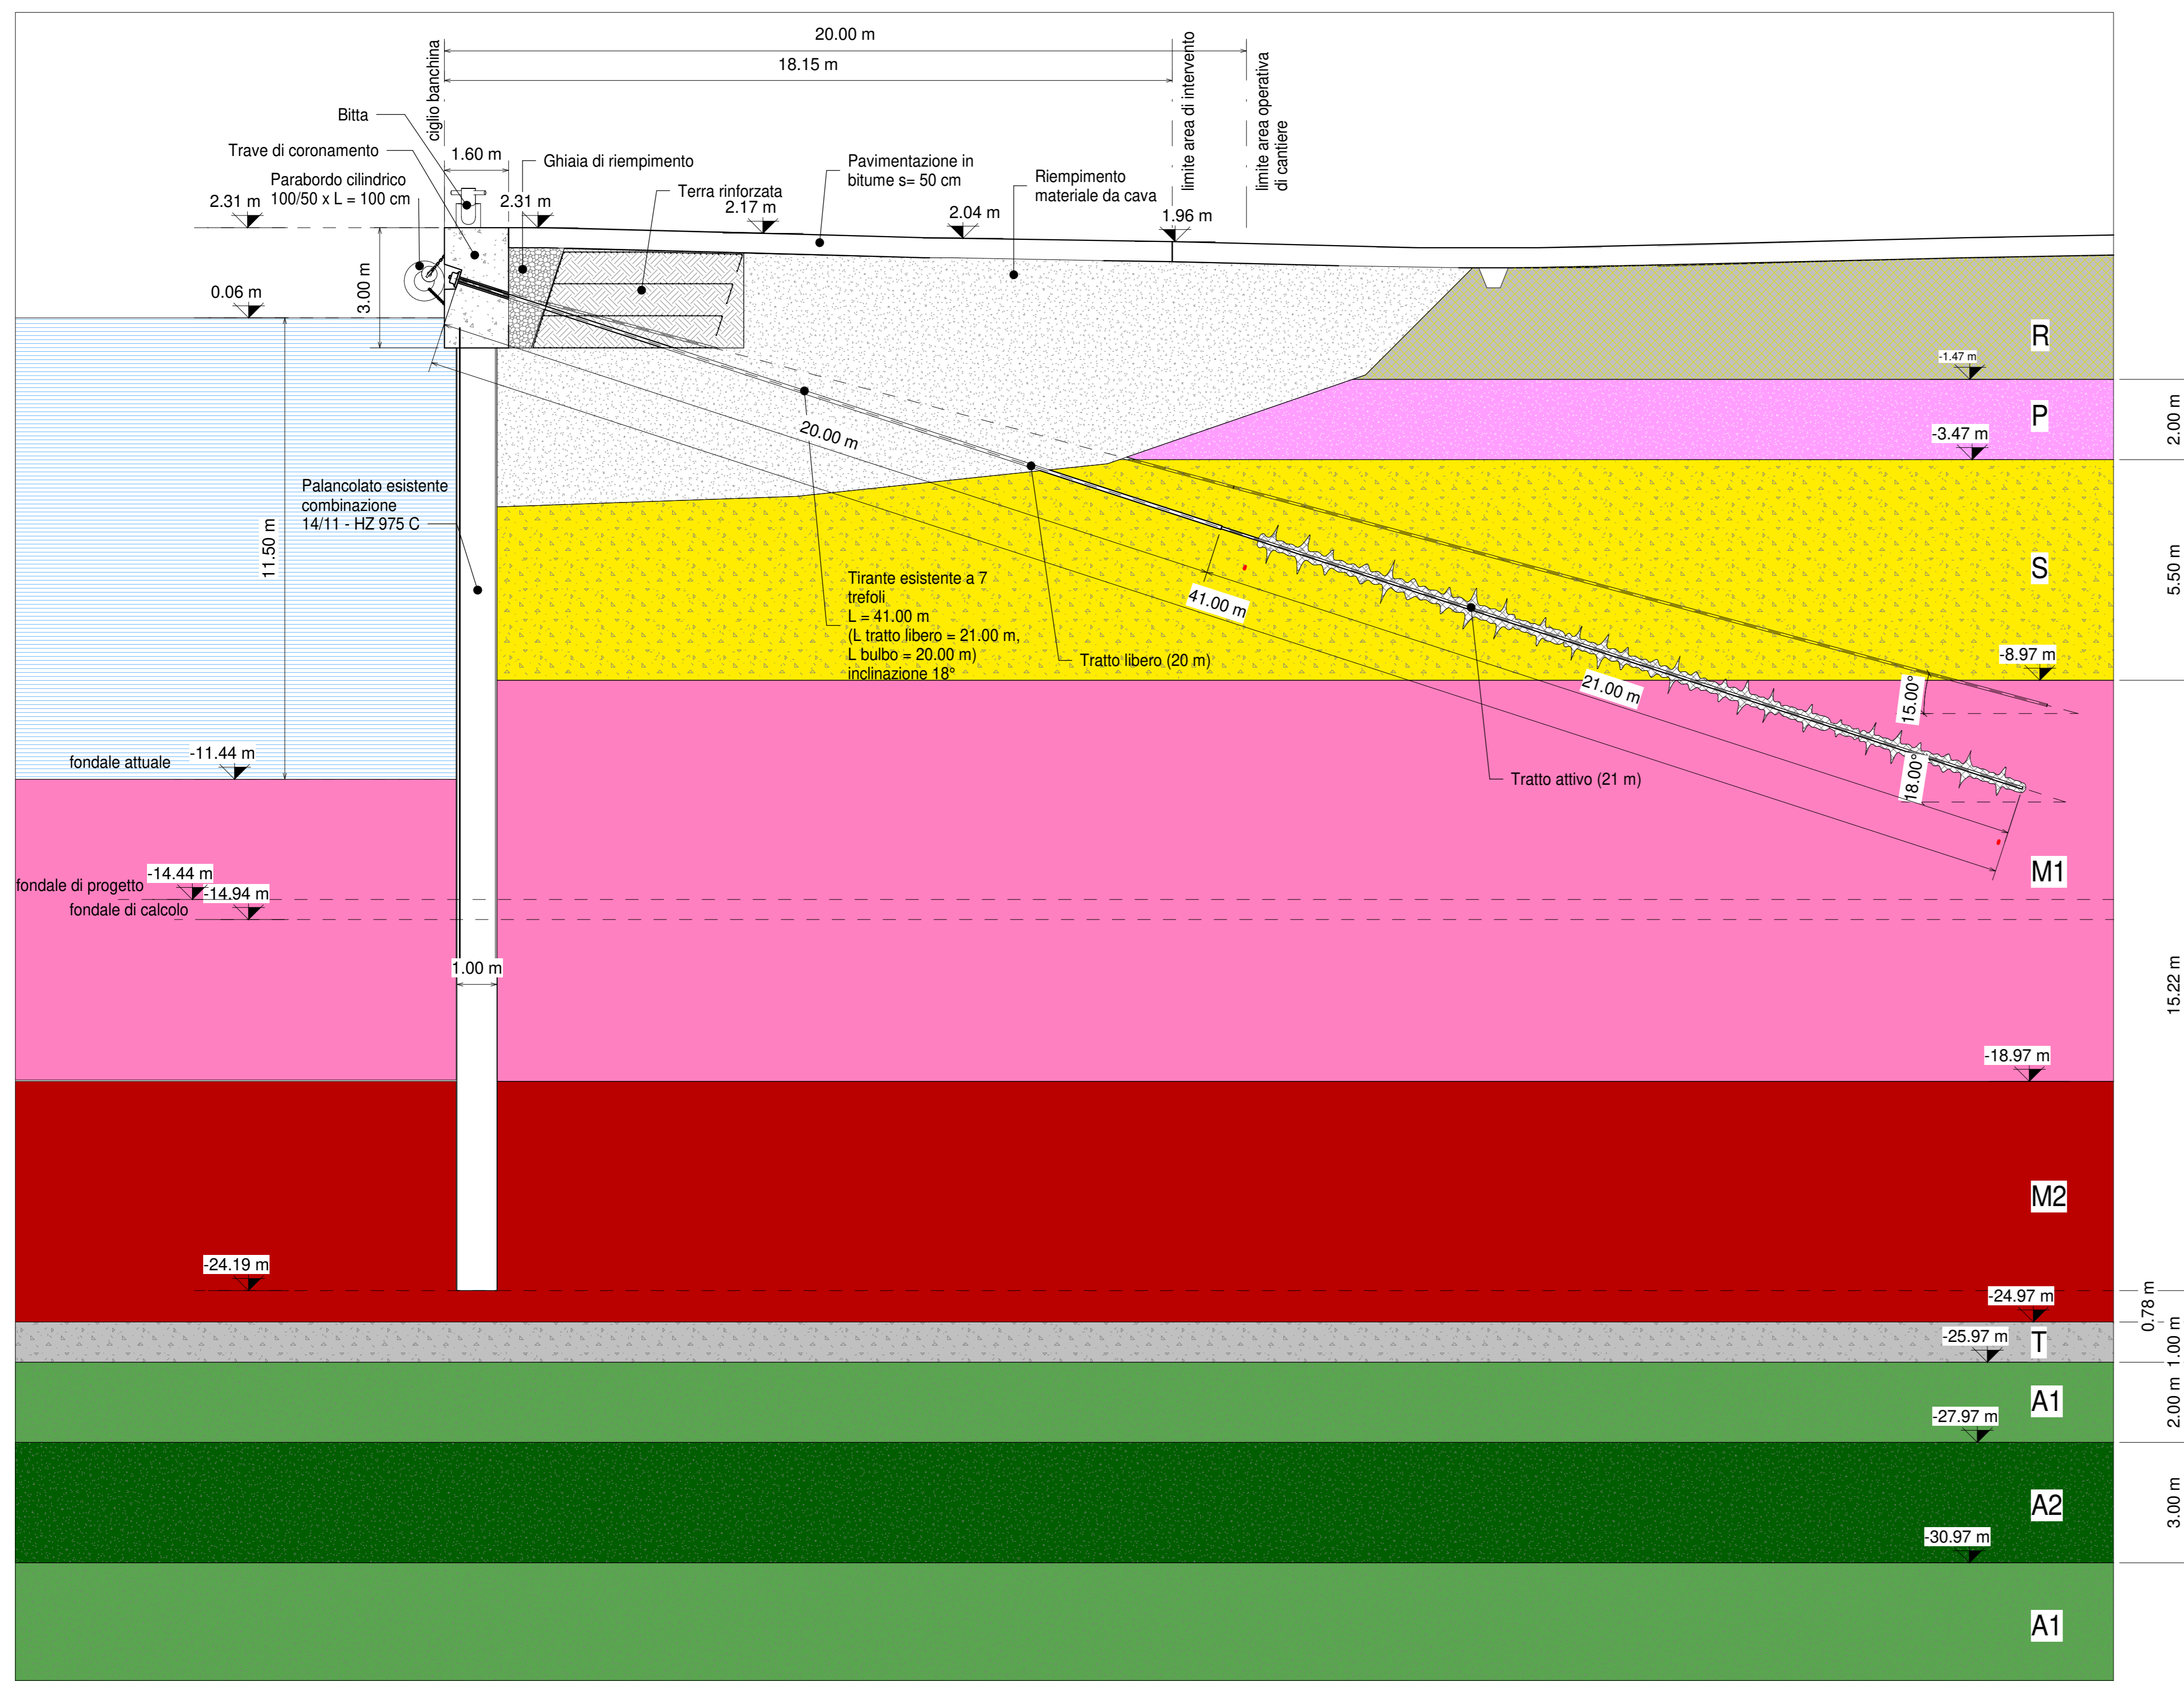 20.00 m
18.15 m
ciglio banchina
limite area di intervento
limite area operativa
di cantiere
Bitta
Trave di coronamento
1.60 m
Ghiaia di riempimento
Pavimentazione in
bitume s= 50 cm
Parabordo cilindrico
100/50 x L = 100 cm
Terra rinforzata
Riempimento
materiale da cava
2.31 m
2.31 m
2.17 m
2.04 m
1.96 m
3.00 m
0.06 m
R
-1.47 m
P
2.00 m
-3.47 m
20.00 m
Palancolato esistente
combinazione
14/11 - HZ 975 C
11.50 m
S
5.50 m
Tirante esistente a 7
trefoli
L = 41.00 m
(L tratto libero = 21.00 m,
L bulbo = 20.00 m)
inclinazione 18°
41.00 m
Tratto libero (20 m)
-8.97 m
21.00 m
15.00°
-11.44 m
fondale attuale
Tratto attivo (21 m)
18.00°
-14.44 m
fondale di progetto
-14.94 m
fondale di calcolo
M1
1.00 m
15.22 m
-18.97 m
M2
-24.19 m
-24.97 m
0.78 m
-25.97 m
T
1.00 m
A1
2.00 m
-27.97 m
A2
3.00 m
-30.97 m
A1